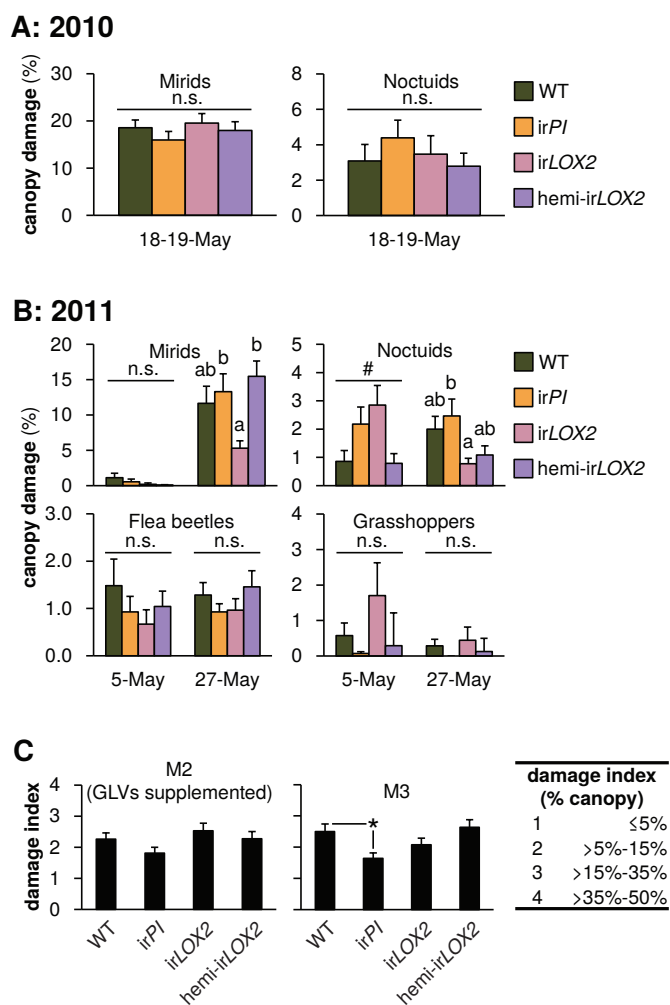 A: 2010
canopy damage (%)
30
20
10
0
Mirids
n.s.
18-19-May
8
6
4
2
0
Noctuids
n.s.
18-19-May
WT
irPI
irLOX2
hemi-irLOX2
B: 2011
canopy damage (%)
20
15
10
5
0
Mirids
n.s.
ab
b
a
b
5
4
3
2
1
0
Noctuids
#
ab
b
a
ab
WT
irPI
irLOX2
hemi-irLOX2
canopy damage (%)
3.0
2.0
1.0
0.0
Flea beetles
n.s.
n.s.
5-May
27-May
4
3
2
1
0
Grasshoppers
n.s.
n.s.
5-May
27-May
C
damage index
4
3
2
1
0
M2
(GLVs supplemented)
WT
irPI
irLOX2
hemi-irLOX2
M3
*
WT
irPI
irLOX2
hemi-irLOX2
damage index
(% canopy)
1 ≤5%
2 >5%-15%
3 >15%-35%
4 >35%-50%